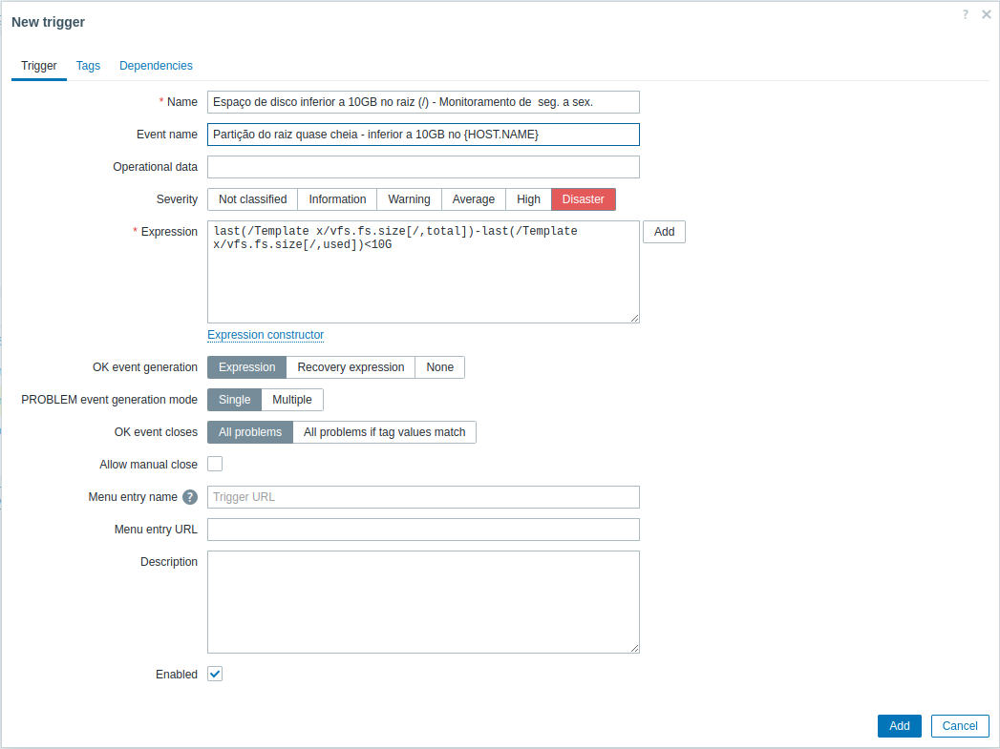 New trigger
? ×
Trigger Tags Dependencies
* Name Espaço de disco inferior a 10GB no raiz (/) - Monitoramento de  seg. a sex.
Event name Partição do raiz quase cheia - inferior a 10GB no {HOST.NAME}
Operational data
Severity Not classified Information Warning Average High Disaster
* Expression last(/Template x/vfs.fs.size[/,total])-last(/Template Add
x/vfs.fs.size[/,used])<10G
Expression constructor
OK event generation Expression Recovery expression None
PROBLEM event generation mode Single Multiple
OK event closes All problems All problems if tag values match
Allow manual close
Menu entry name ? Trigger URL
Menu entry URL
Description
Enabled
Add Cancel